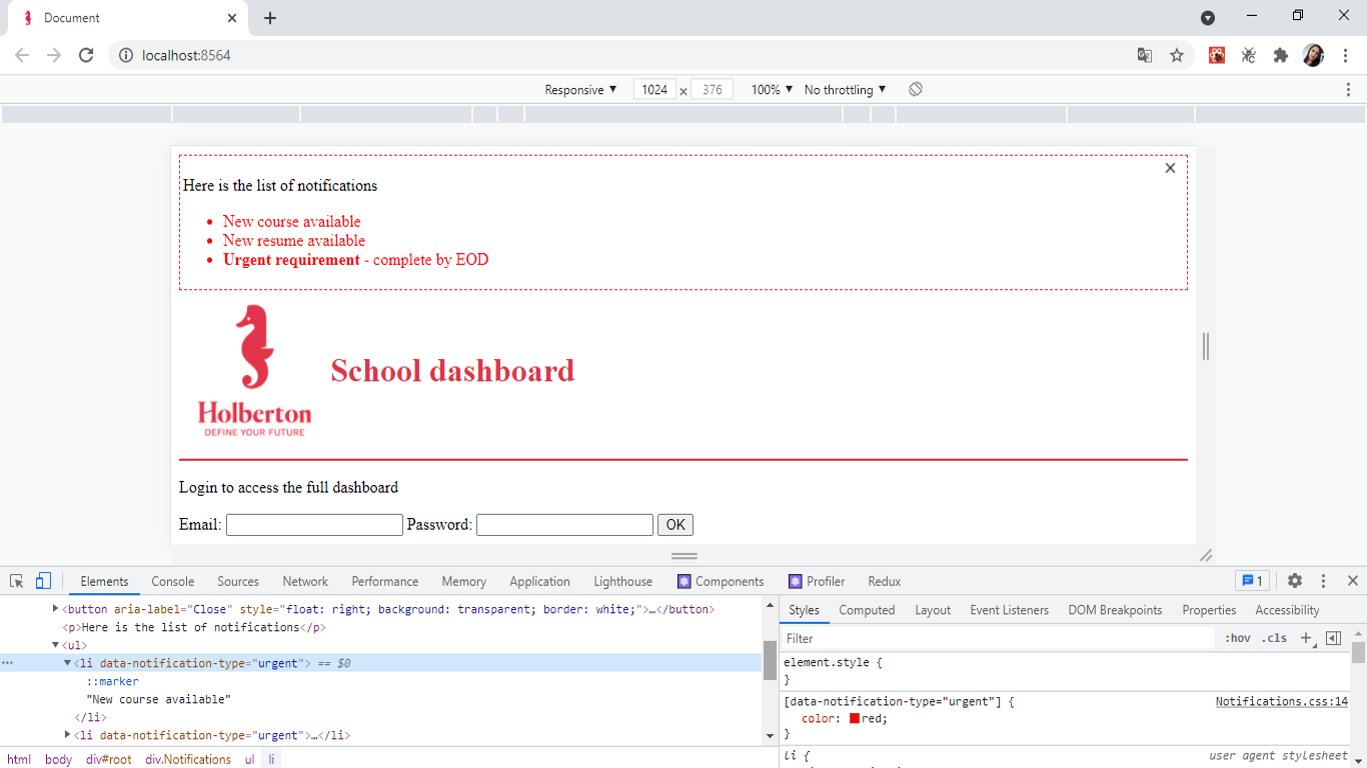 Document
localhost:8564
Responsive ▼ 1024 × 376 100% ▼ No throttling ▼
Here is the list of notifications
• New course available
• New resume available
• Urgent requirement - complete by EOD
Holberton
DEFINE YOUR FUTURE
School dashboard
Login to access the full dashboard
Email: Password: OK
Elements Console Sources Network Performance Memory Application Lighthouse Components Profiler Redux 1
<button aria-label="Close" style="float: right; background: transparent; border: white;">…</button>
<p>Here is the list of notifications</p>
<ul>
<li data-notification-type="urgent"> == $0
::marker
"New course available"
</li>
<li data-notification-type="urgent">…</li>
html body div#root div.Notifications ul li
Styles Computed Layout Event Listeners DOM Breakpoints Properties Accessibility
Filter :hov .cls
element.style {
}
[data-notification-type="urgent"] { Notifications.css:14
color: red;
}
li { user agent stylesheet